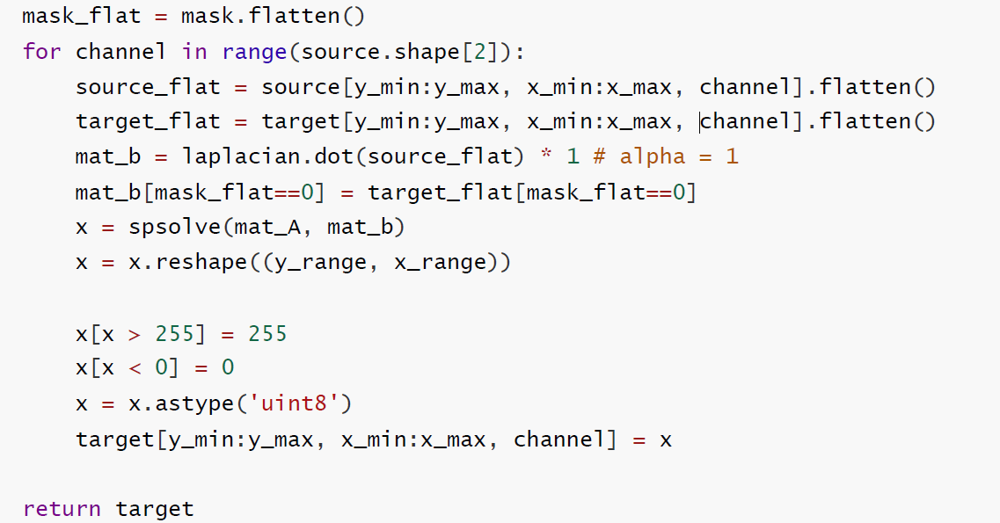 mask_flat = mask.flatten()
for channel in range(source.shape[2]):
    source_flat = source[y_min:y_max, x_min:x_max, channel].flatten()
    target_flat = target[y_min:y_max, x_min:x_max, channel].flatten()
    mat_b = laplacian.dot(source_flat) * 1 # alpha = 1
    mat_b[mask_flat==0] = target_flat[mask_flat==0]
    x = spsolve(mat_A, mat_b)
    x = x.reshape((y_range, x_range))

    x[x > 255] = 255
    x[x < 0] = 0
    x = x.astype('uint8')
    target[y_min:y_max, x_min:x_max, channel] = x

return target